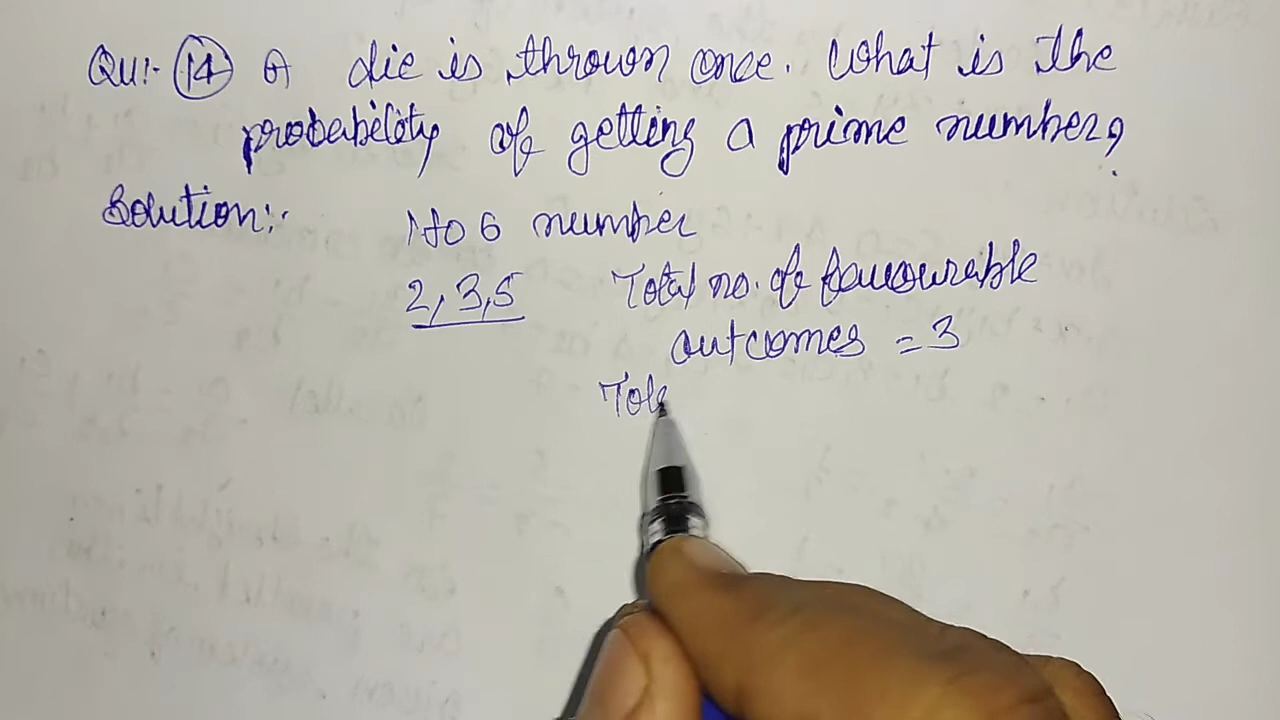 Qu:- 14 A die is thrown once. What is the
probability of getting a prime number?
Solution:- 1 to 6 number
2, 3, 5 Total no. of favourable
outcomes = 3
Tot